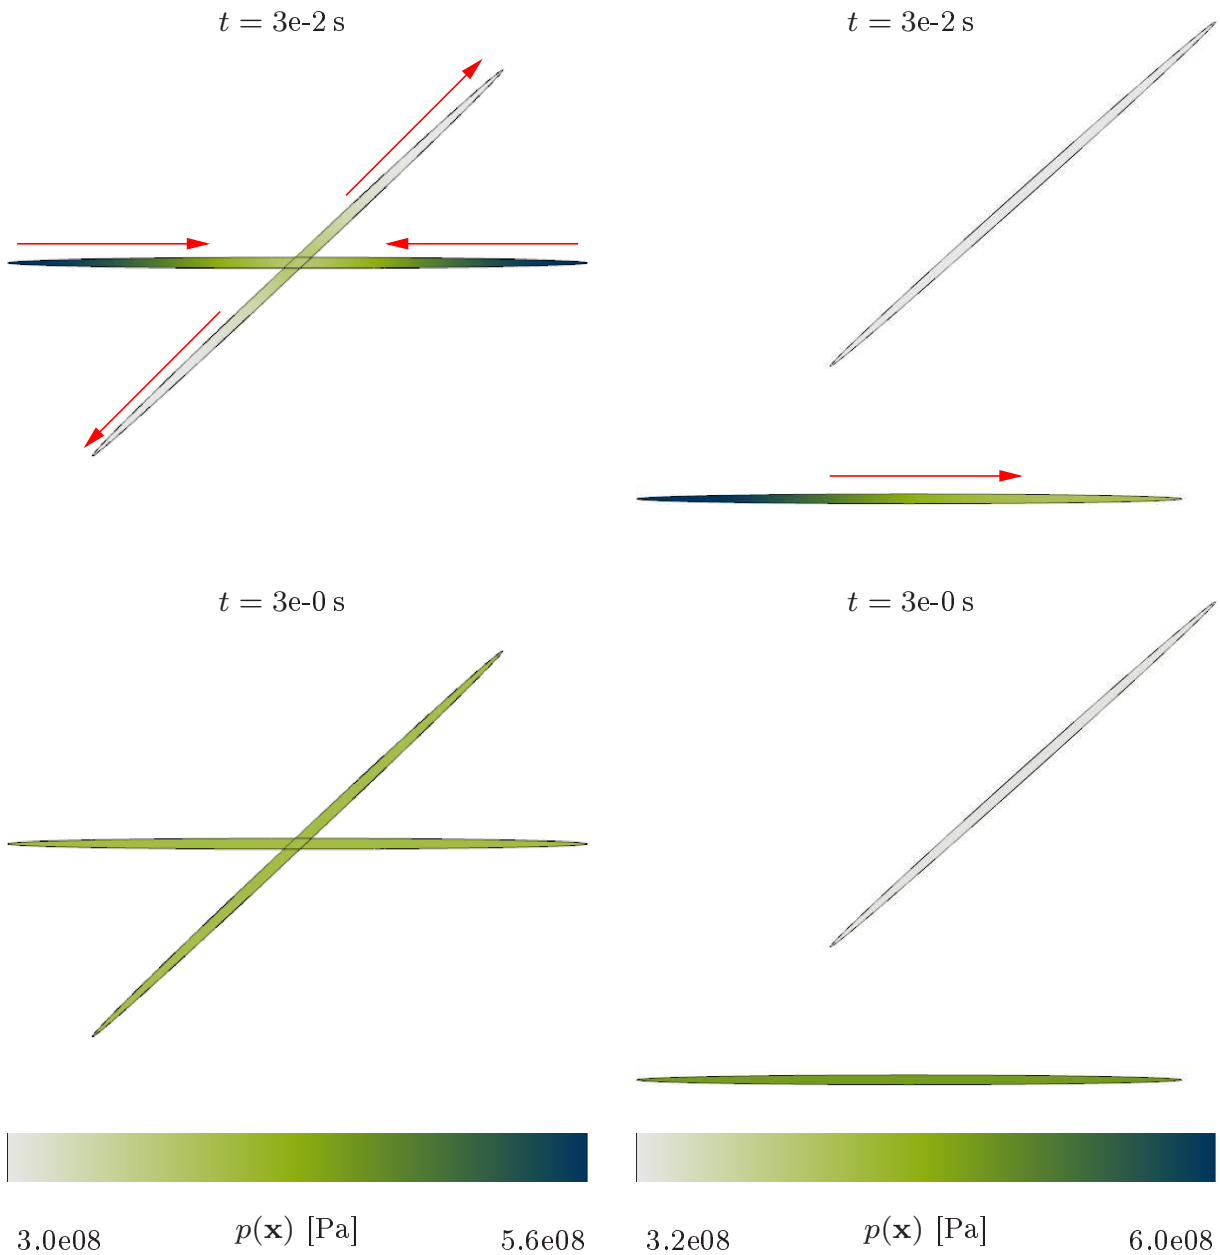 t = 3e-2 s
t = 3e-2 s
t = 3e-0 s
t = 3e-0 s
3.0e08 p(x) [Pa] 5.6e08
3.2e08 p(x) [Pa] 6.0e08